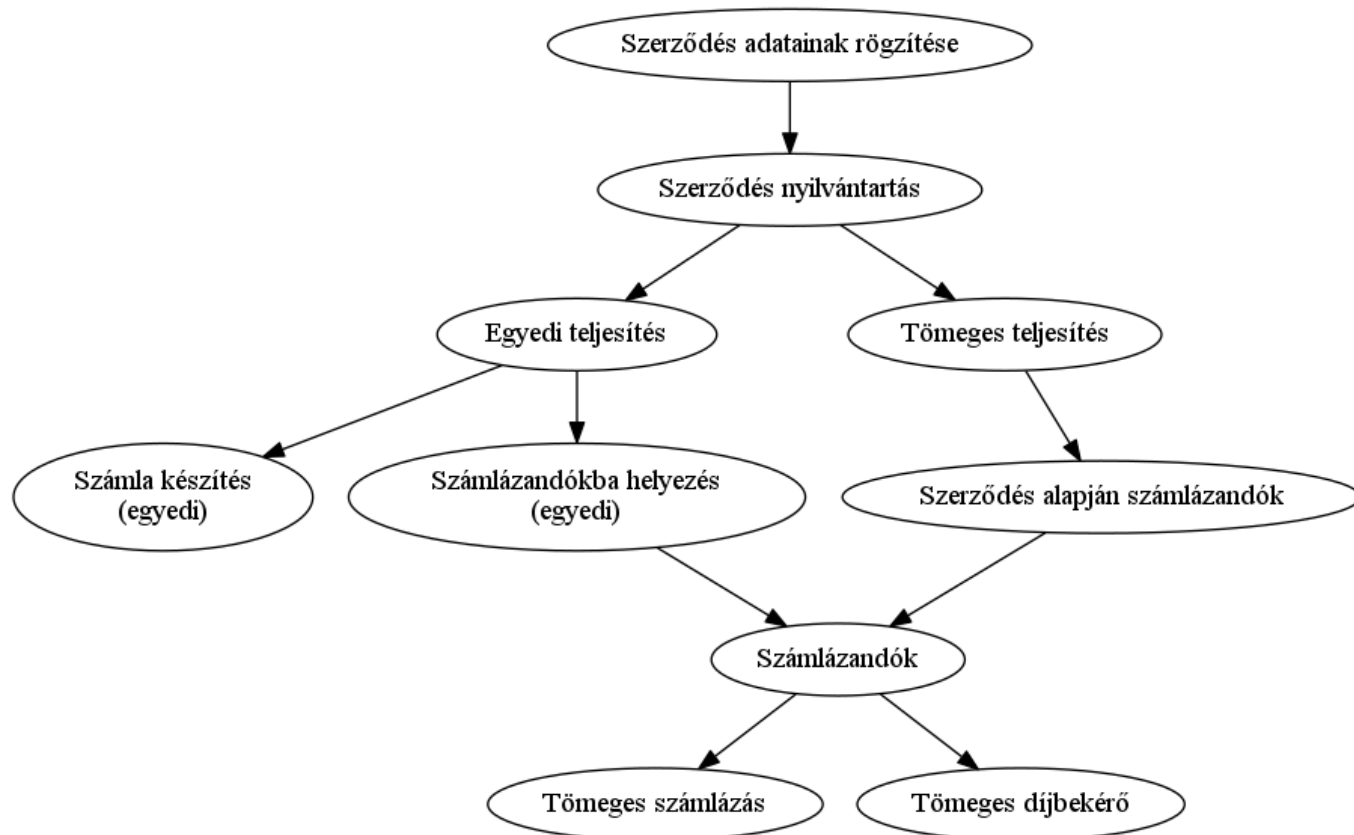 Szerződés adatainak rögzítése
Szerződés nyilvántartás
Egyedi teljesítés
Tömeges teljesítés
Számla készítés
(egyedi)
Számlázandókba helyezés
(egyedi)
Szerződés alapján számlázandók
Számlázandók
Tömeges számlázás
Tömeges díjbekérő